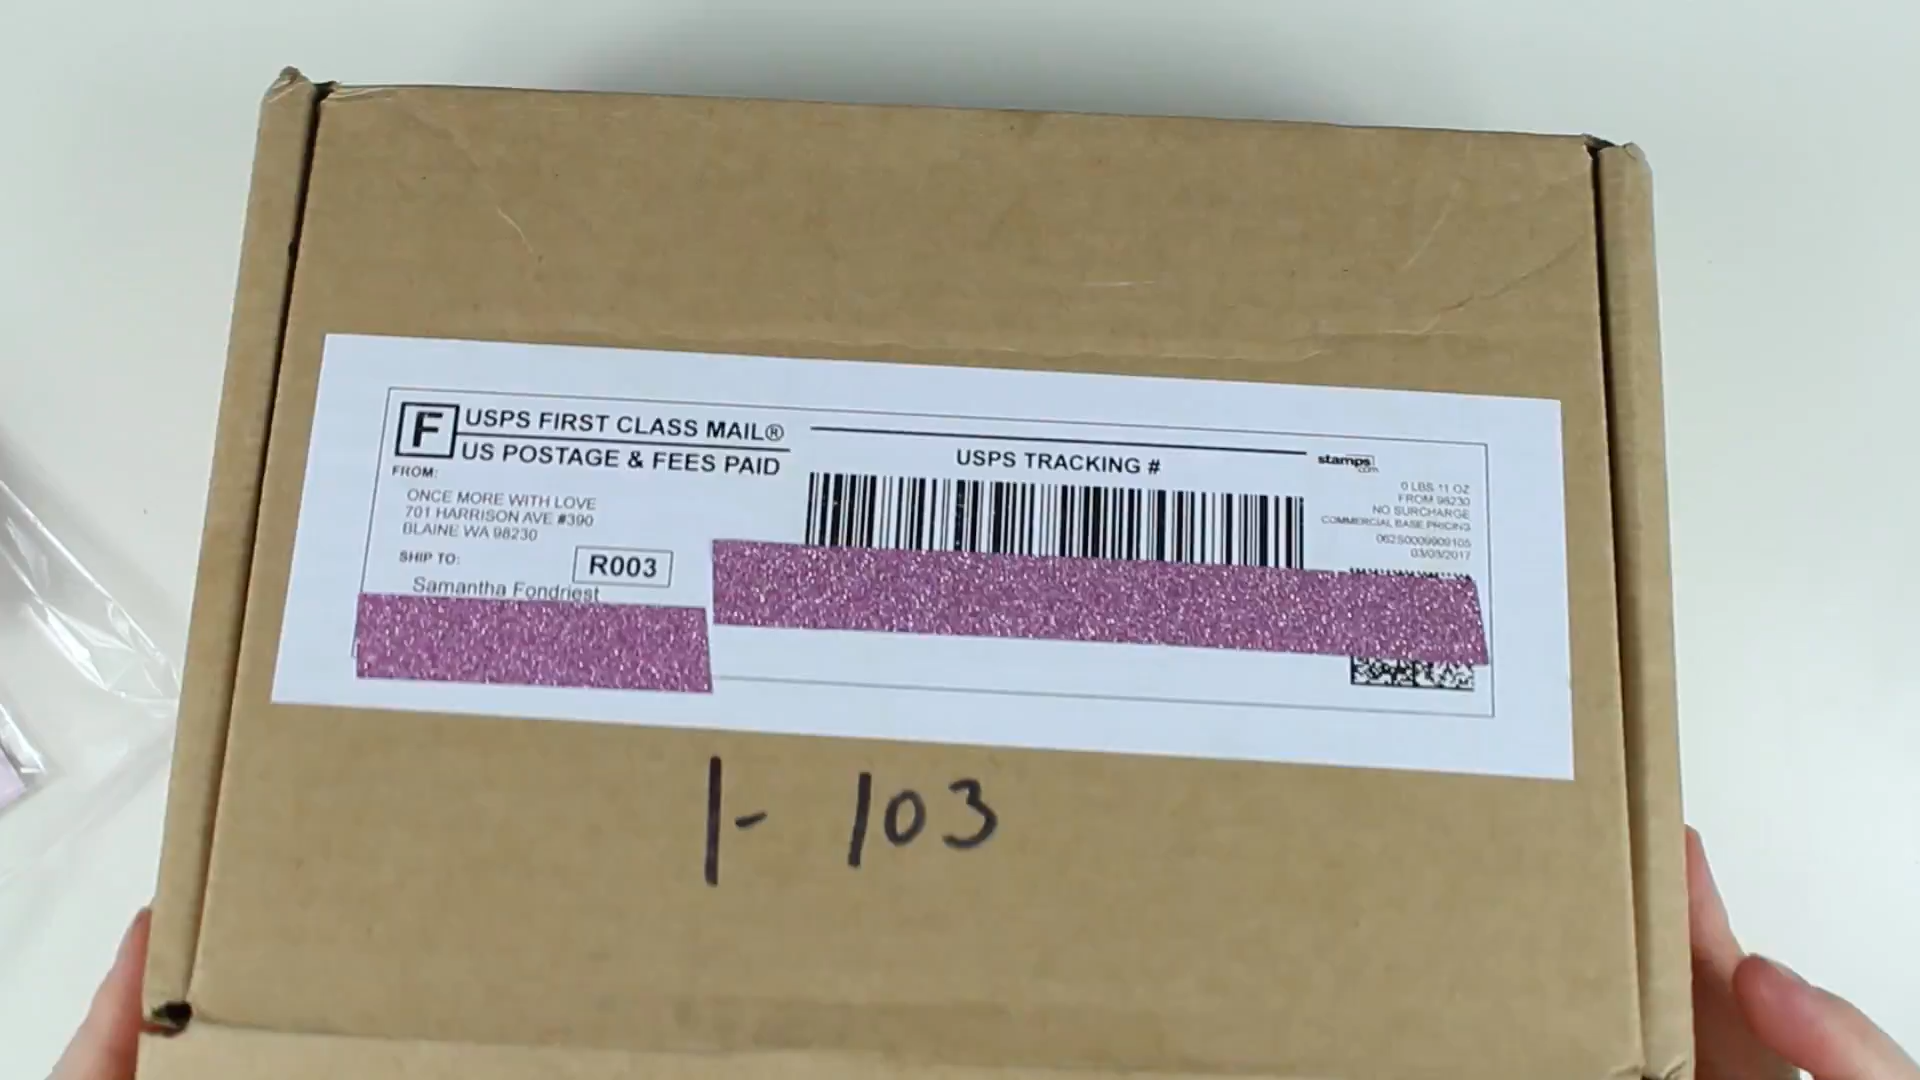 F
USPS FIRST CLASS MAIL®
US POSTAGE & FEES PAID
USPS TRACKING #
stamps
com
0 LBS 11 OZ
FROM 98230
NO SURCHARGE
COMMERCIAL BASE PRICING
062S0009909105
03/03/2017
FROM:
ONCE MORE WITH LOVE
701 HARRISON AVE #390
BLAINE WA 98230
SHIP TO:
R003
Samantha Fondriest
1- 103